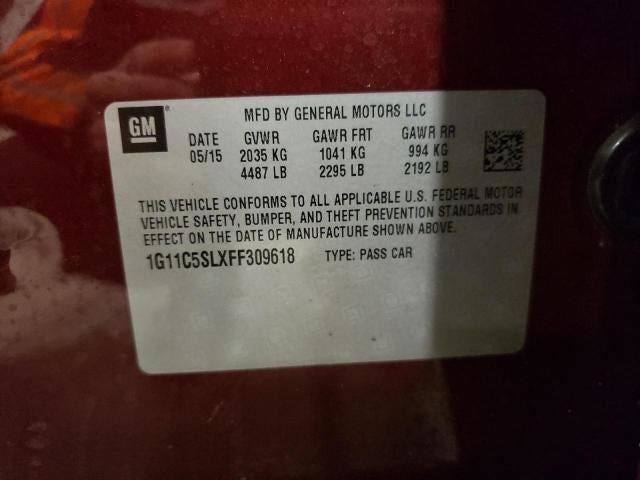 GM
MFD BY GENERAL MOTORS LLC
DATE GVWR GAWR FRT GAWR RR
05/15 2035 KG 1041 KG 994 KG
4487 LB 2295 LB 2192 LB
THIS VEHICLE CONFORMS TO ALL APPLICABLE U.S. FEDERAL MOTOR
VEHICLE SAFETY, BUMPER, AND THEFT PREVENTION STANDARDS IN
EFFECT ON THE DATE OF MANUFACTURE SHOWN ABOVE.
1G11C5SLXFF309618 TYPE: PASS CAR